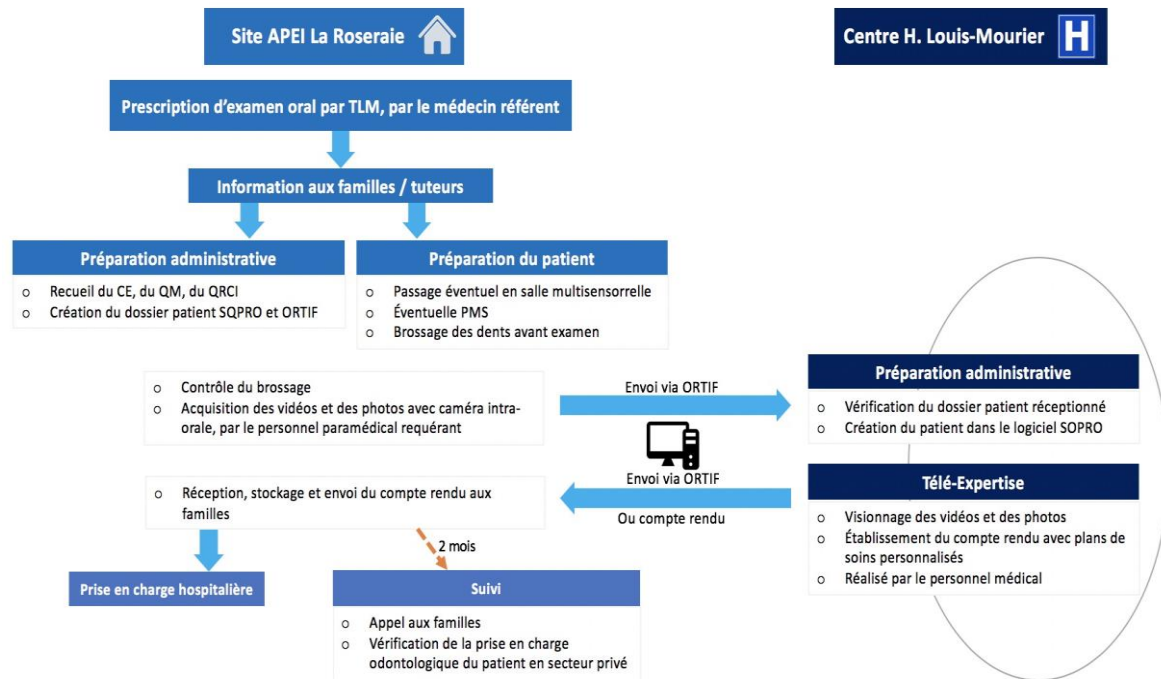 Site APEI La Roseraie
Centre H. Louis-Mourier
H
Prescription d'examen oral par TLM, par le médecin référent
Information aux familles / tuteurs
Préparation administrative
o Recueil du CE, du QM, du QRCI
o Création du dossier patient SQPRO et ORTIF
Préparation du patient
o Passage éventuel en salle multisensorrelle
o Éventuelle PMS
o Brossage des dents avant examen
o Contrôle du brossage
o Acquisition des vidéos et des photos avec caméra intra-
orale, par le personnel paramédical requérant
Envoi via ORTIF
Préparation administrative
o Vérification du dossier patient réceptionné
o Création du patient dans le logiciel SOPRO
o Réception, stockage et envoi du compte rendu aux
familles
Envoi via ORTIF
Ou compte rendu
Télé-Expertise
o Visionnage des vidéos et des photos
o Établissement du compte rendu avec plans de
soins personnalisés
o Réalisé par le personnel médical
2 mois
Prise en charge hospitalière
Suivi
o Appel aux familles
o Vérification de la prise en charge
odontologique du patient en secteur privé